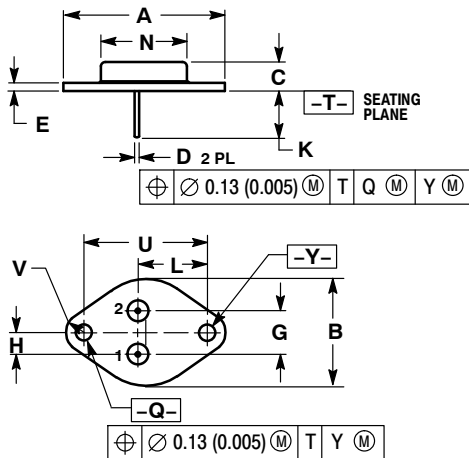 A
N
C
E
–T– SEATING
PLANE
K
D 2 PL
⌖ ∅ 0.13 (0.005) Ⓜ T Q Ⓜ Y Ⓜ
U
V
L
–Y–
2
G
B
H
1
–Q–
⌖ ∅ 0.13 (0.005) Ⓜ T Y Ⓜ